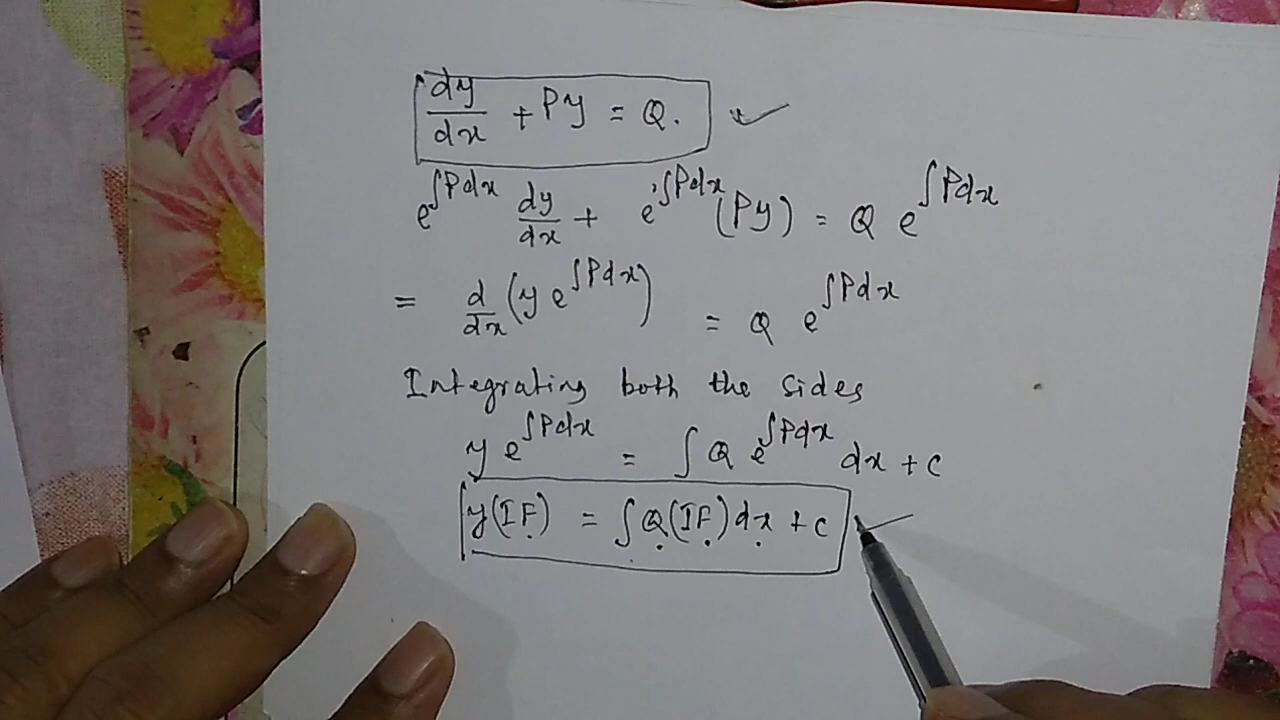 dy/dx + Py = Q.
e^∫Pdx dy/dx + e^∫Pdx (Py) = Q e^∫Pdx
= d/dx (y e^∫Pdx) = Q e^∫Pdx
Integrating both the sides
y e^∫Pdx = ∫ Q e^∫Pdx dx + c
y(IF) = ∫Q(IF) dx + c